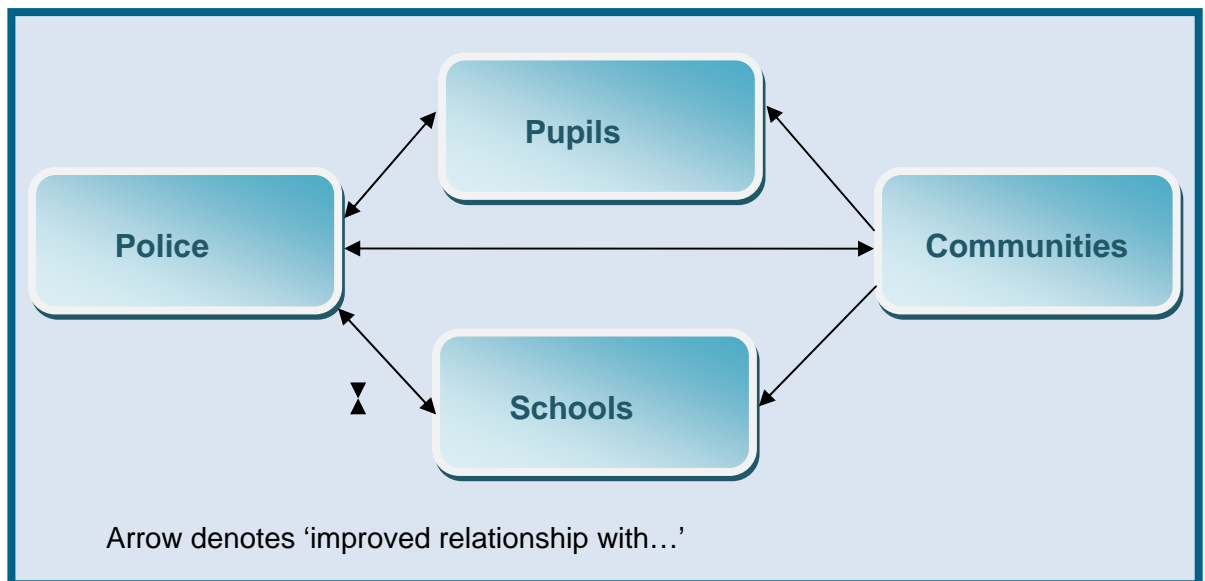 Pupils
Police
Communities
Schools
Arrow denotes ‘improved relationship with…’